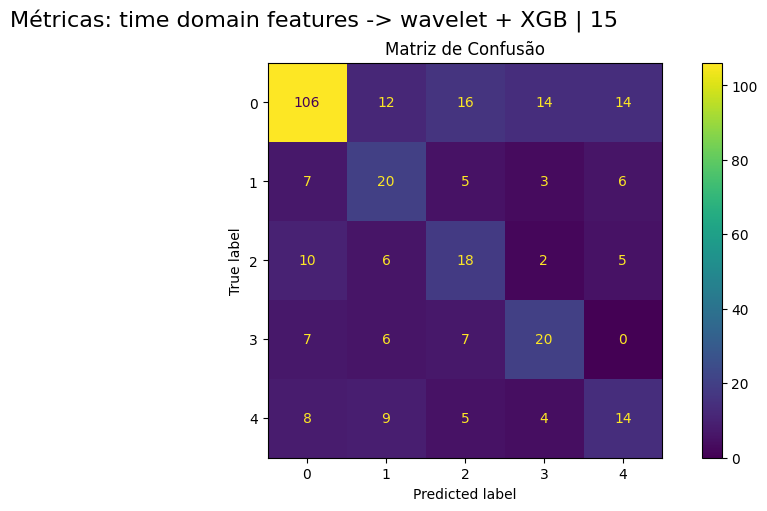 Métricas: time domain features -> wavelet + XGB | 15
Matriz de Confusão
0 106 12 16 14 14
1 7 20 5 3 6
2 10 6 18 2 5
3 7 6 7 20 0
4 8 9 5 4 14
0 1 2 3 4
Predicted label
True label
100
80
60
40
20
0